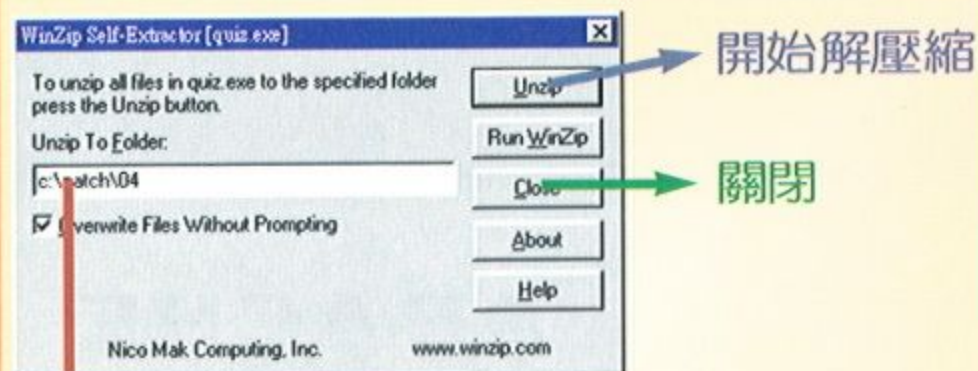 WinZip Self-Extractor [quiz.exe]
To unzip all files in quiz.exe to the specified folder
press the Unzip button.
Unzip To Folder:
c:\patch\04
Overwrite Files Without Prompting
Unzip
Run WinZip
Close
About
Help
Nico Mak Computing, Inc.
www.winzip.com
開始解壓縮
關閉